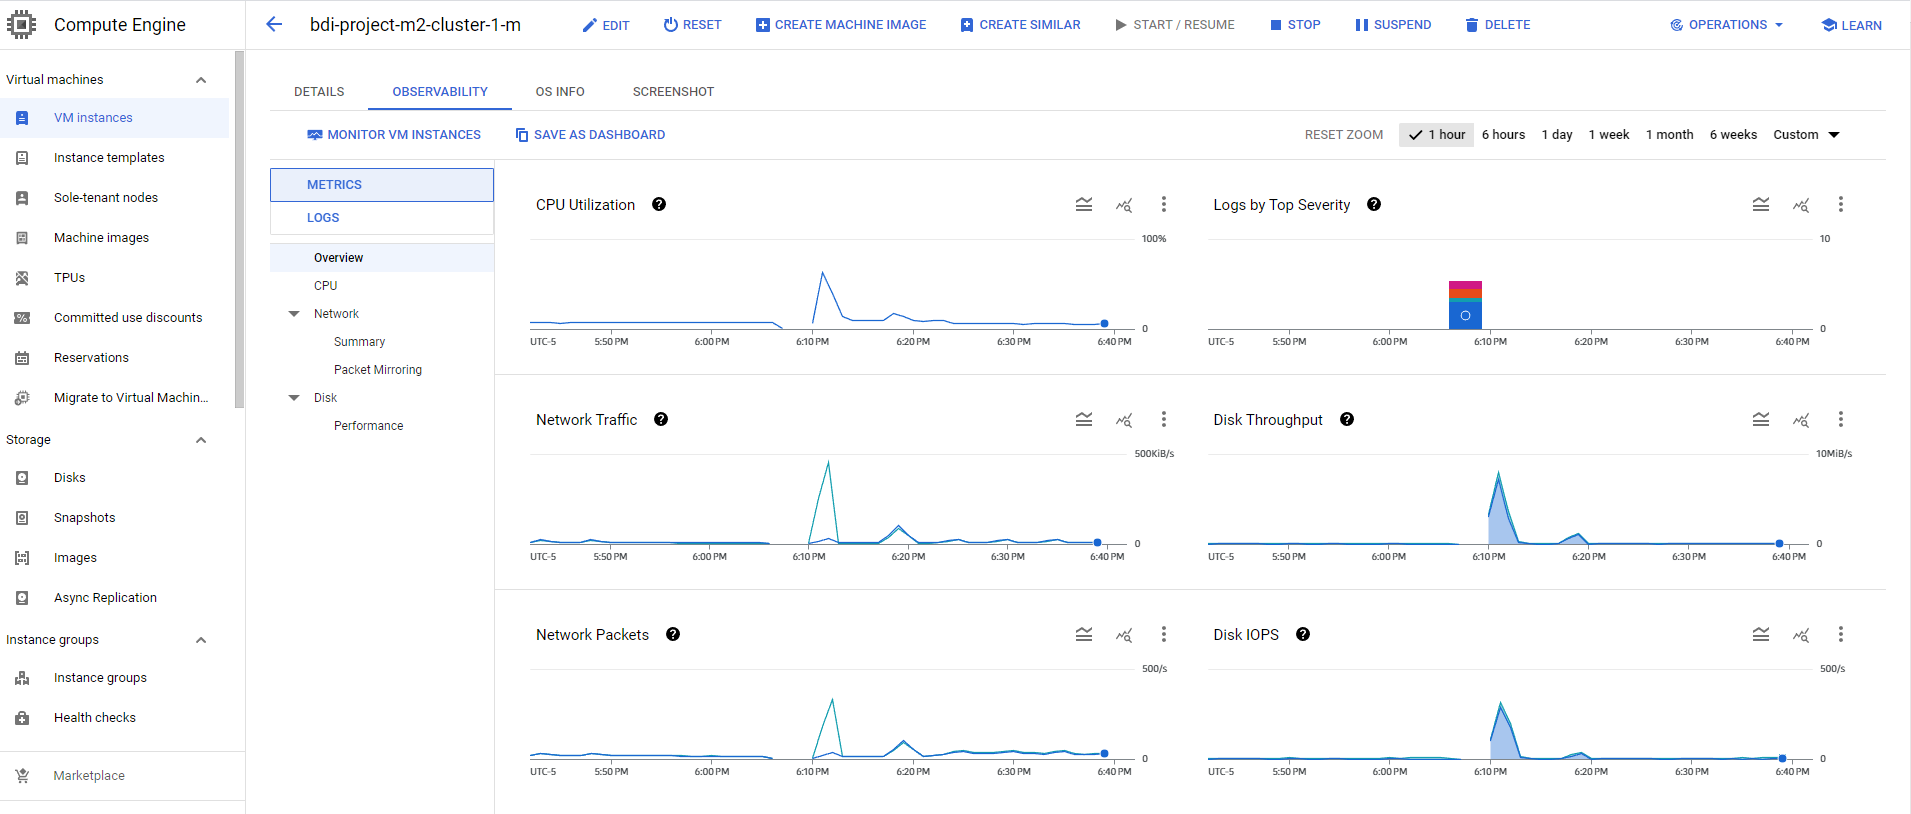 Compute Engine
bdi-project-m2-cluster-1-m
EDIT
RESET
CREATE MACHINE IMAGE
CREATE SIMILAR
START / RESUME
STOP
SUSPEND
DELETE
OPERATIONS
LEARN
Virtual machines
VM instances
Instance templates
Sole-tenant nodes
Machine images
TPUs
Committed use discounts
Reservations
Migrate to Virtual Machin...
Storage
Disks
Snapshots
Images
Async Replication
Instance groups
Instance groups
Health checks
Marketplace
DETAILS
OBSERVABILITY
OS INFO
SCREENSHOT
MONITOR VM INSTANCES
SAVE AS DASHBOARD
RESET ZOOM
1 hour
6 hours
1 day
1 week
1 month
6 weeks
Custom
METRICS
LOGS
Overview
CPU
Network
Summary
Packet Mirroring
Disk
Performance
CPU Utilization
100%
0
UTC-5 5:50 PM 6:00 PM 6:10 PM 6:20 PM 6:30 PM 6:40 PM
Logs by Top Severity
10
0
UTC-5 5:50 PM 6:00 PM 6:10 PM 6:20 PM 6:30 PM 6:40 PM
Network Traffic
500KiB/s
0
UTC-5 5:50 PM 6:00 PM 6:10 PM 6:20 PM 6:30 PM 6:40 PM
Disk Throughput
10MiB/s
0
UTC-5 5:50 PM 6:00 PM 6:10 PM 6:20 PM 6:30 PM 6:40 PM
Network Packets
500/s
0
UTC-5 5:50 PM 6:00 PM 6:10 PM 6:20 PM 6:30 PM 6:40 PM
Disk IOPS
500/s
0
UTC-5 5:50 PM 6:00 PM 6:10 PM 6:20 PM 6:30 PM 6:40 PM